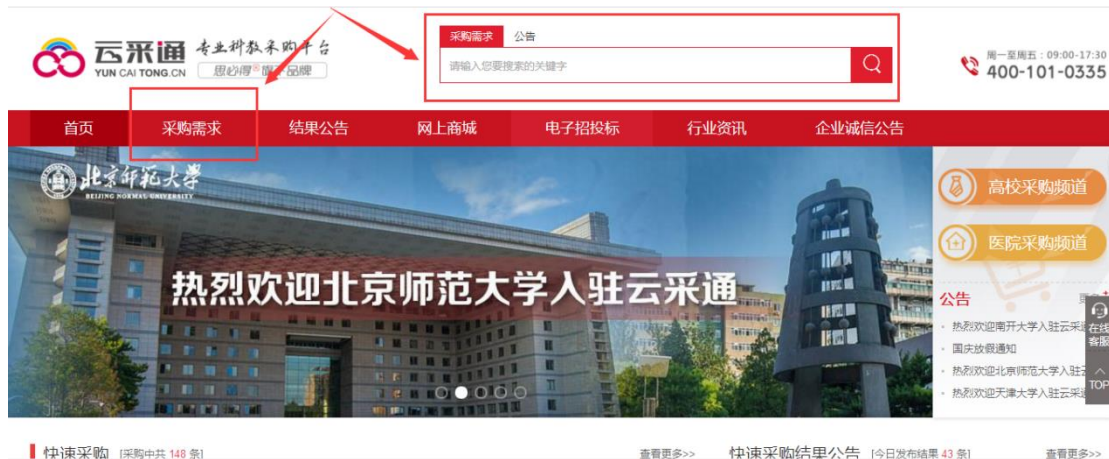 云采通
YUN CAI TONG.CN
专业科教采购平台
思必得®旗下品牌
采购需求 公告
请输入您要搜索的关键字
周一至周五：09:00-17:30
400-101-0335
首页 采购需求 结果公告 网上商城 电子招投标 行业资讯 企业诚信公告
北京师范大学
BEIJING NORMAL UNIVERSITY
热烈欢迎北京师范大学入驻云采通
高校采购频道
医院采购频道
公告
热烈欢迎南开大学入驻云采
国庆放假通知
热烈欢迎北京师范大学入驻
热烈欢迎天津大学入驻云采
在线
客服
TOP
快速采购 [采购中共 148 条] 查看更多>>
快速采购结果公告 [今日发布结果 43 条] 查看更多>>